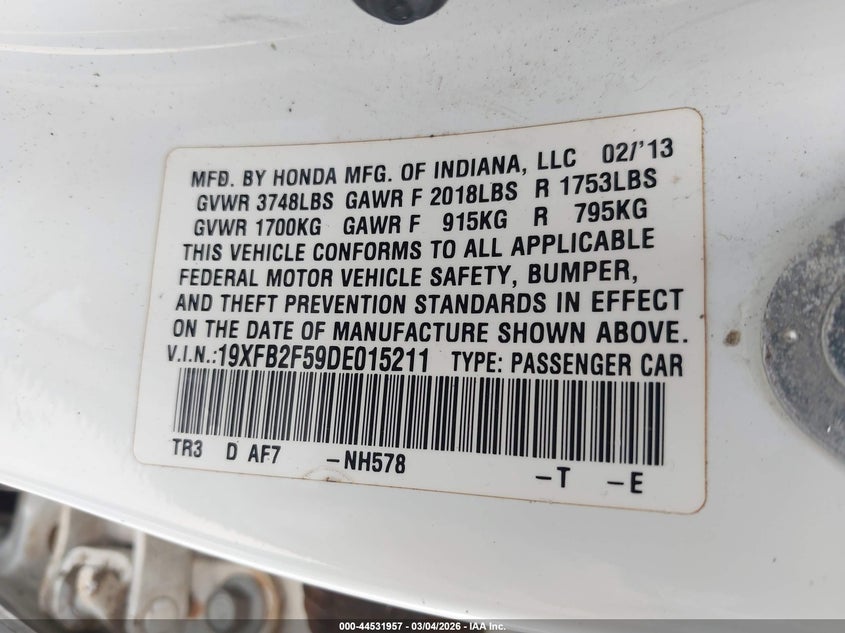 MFD. BY HONDA MFG. OF INDIANA, LLC 02/'13
GVWR 3748LBS GAWR F 2018LBS R 1753LBS
GVWR 1700KG GAWR F 915KG R 795KG
THIS VEHICLE CONFORMS TO ALL APPLICABLE
FEDERAL MOTOR VEHICLE SAFETY, BUMPER,
AND THEFT PREVENTION STANDARDS IN EFFECT
ON THE DATE OF MANUFACTURE SHOWN ABOVE.
V.I.N.:19XFB2F59DE015211 TYPE: PASSENGER CAR
TR3 D AF7 -NH578 -T -E
000-44531957 - 03/04/2026 - IAAI Inc.